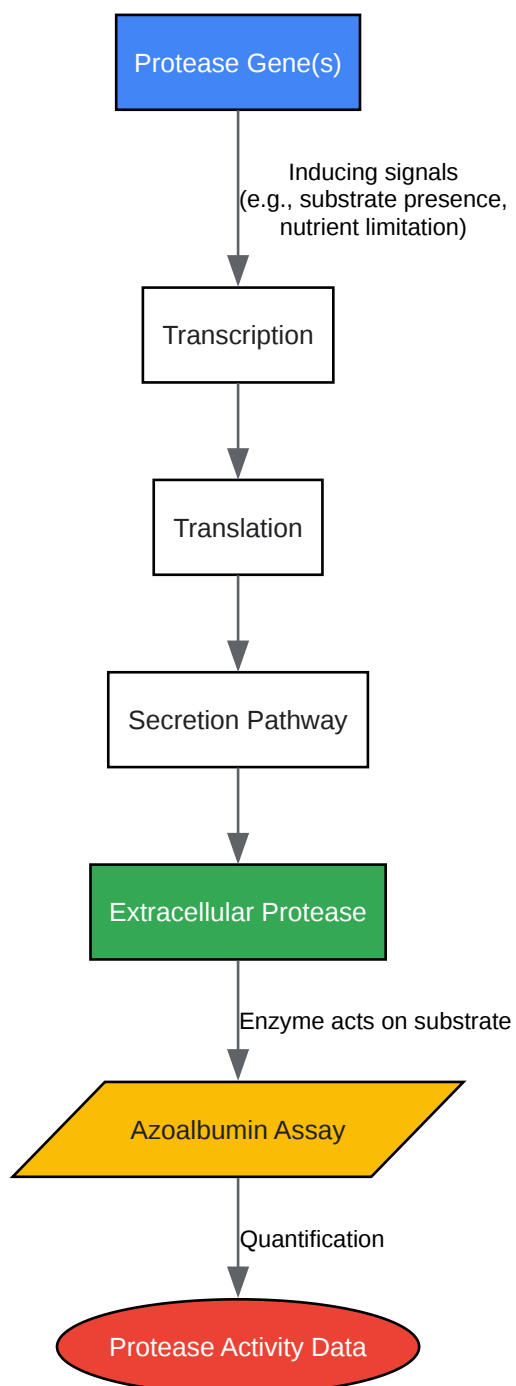 Protease Gene(s)
Inducing signals
(e.g., substrate presence,
nutrient limitation)
Transcription
Translation
Secretion Pathway
Extracellular Protease
Enzyme acts on substrate
Azoalbumin Assay
Quantification
Protease Activity Data